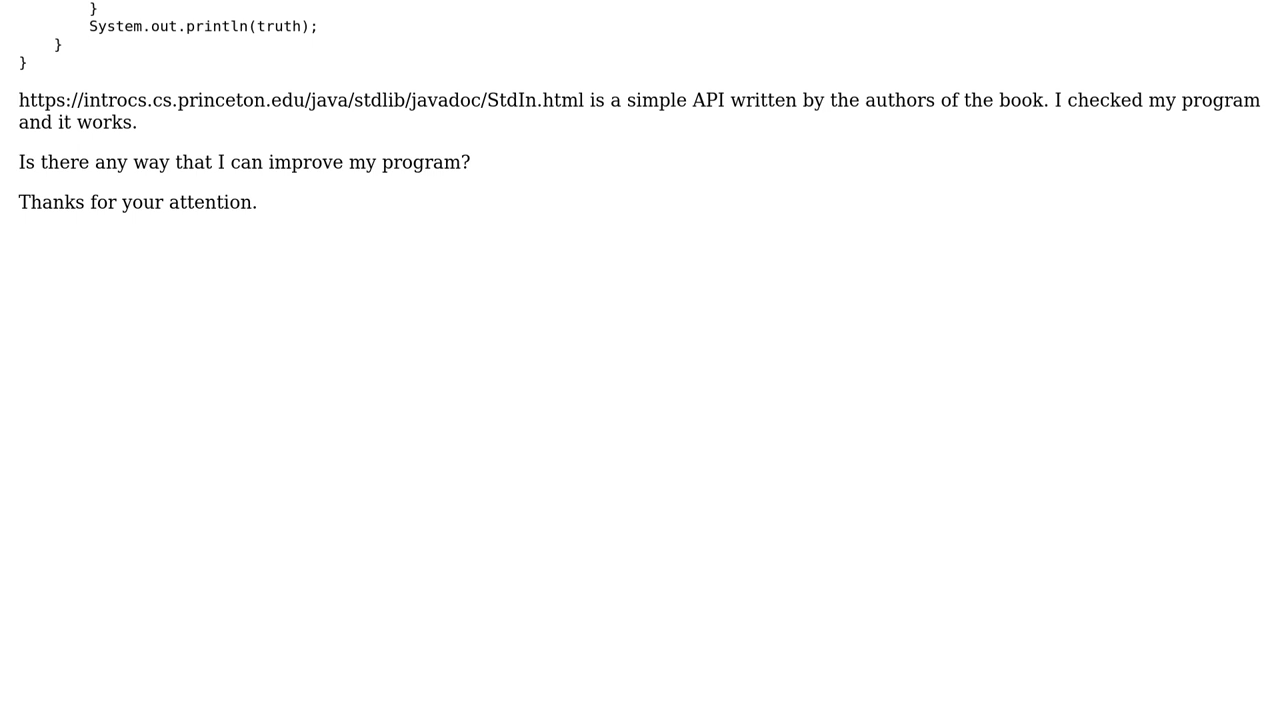 }
        System.out.println(truth);
    }
}
https://introcs.cs.princeton.edu/java/stdlib/javadoc/StdIn.html is a simple API written by the authors of the book. I checked my program
and it works.
Is there any way that I can improve my program?
Thanks for your attention.